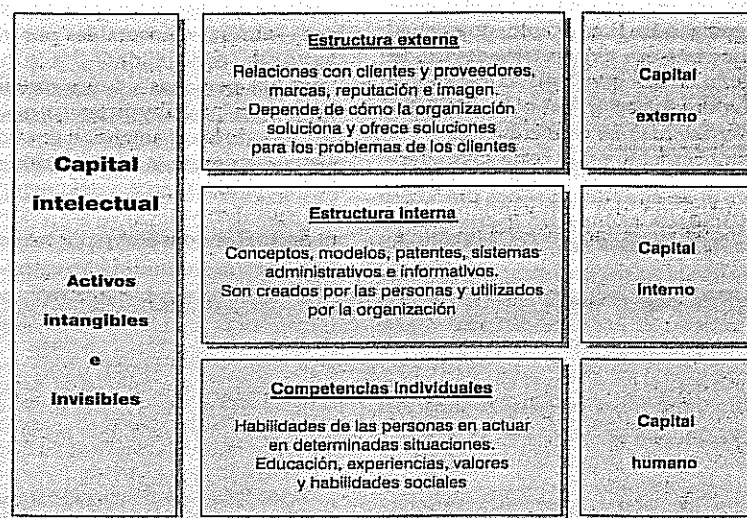 Capital
intelectual
Activos
intangibles
e
invisibles
Estructura externa
Relaciones con clientes y proveedores,
marcas, reputación e imagen.
Depende de cómo la organización
soluciona y ofrece soluciones
para los problemas de los clientes
Capital
externo
Estructura interna
Conceptos, modelos, patentes, sistemas
administrativos e informativos.
Son creados por las personas y utilizados
por la organización
Capital
interno
Competencias individuales
Habilidades de las personas en actuar
en determinadas situaciones.
Educación, experiencias, valores
y habilidades sociales
Capital
humano